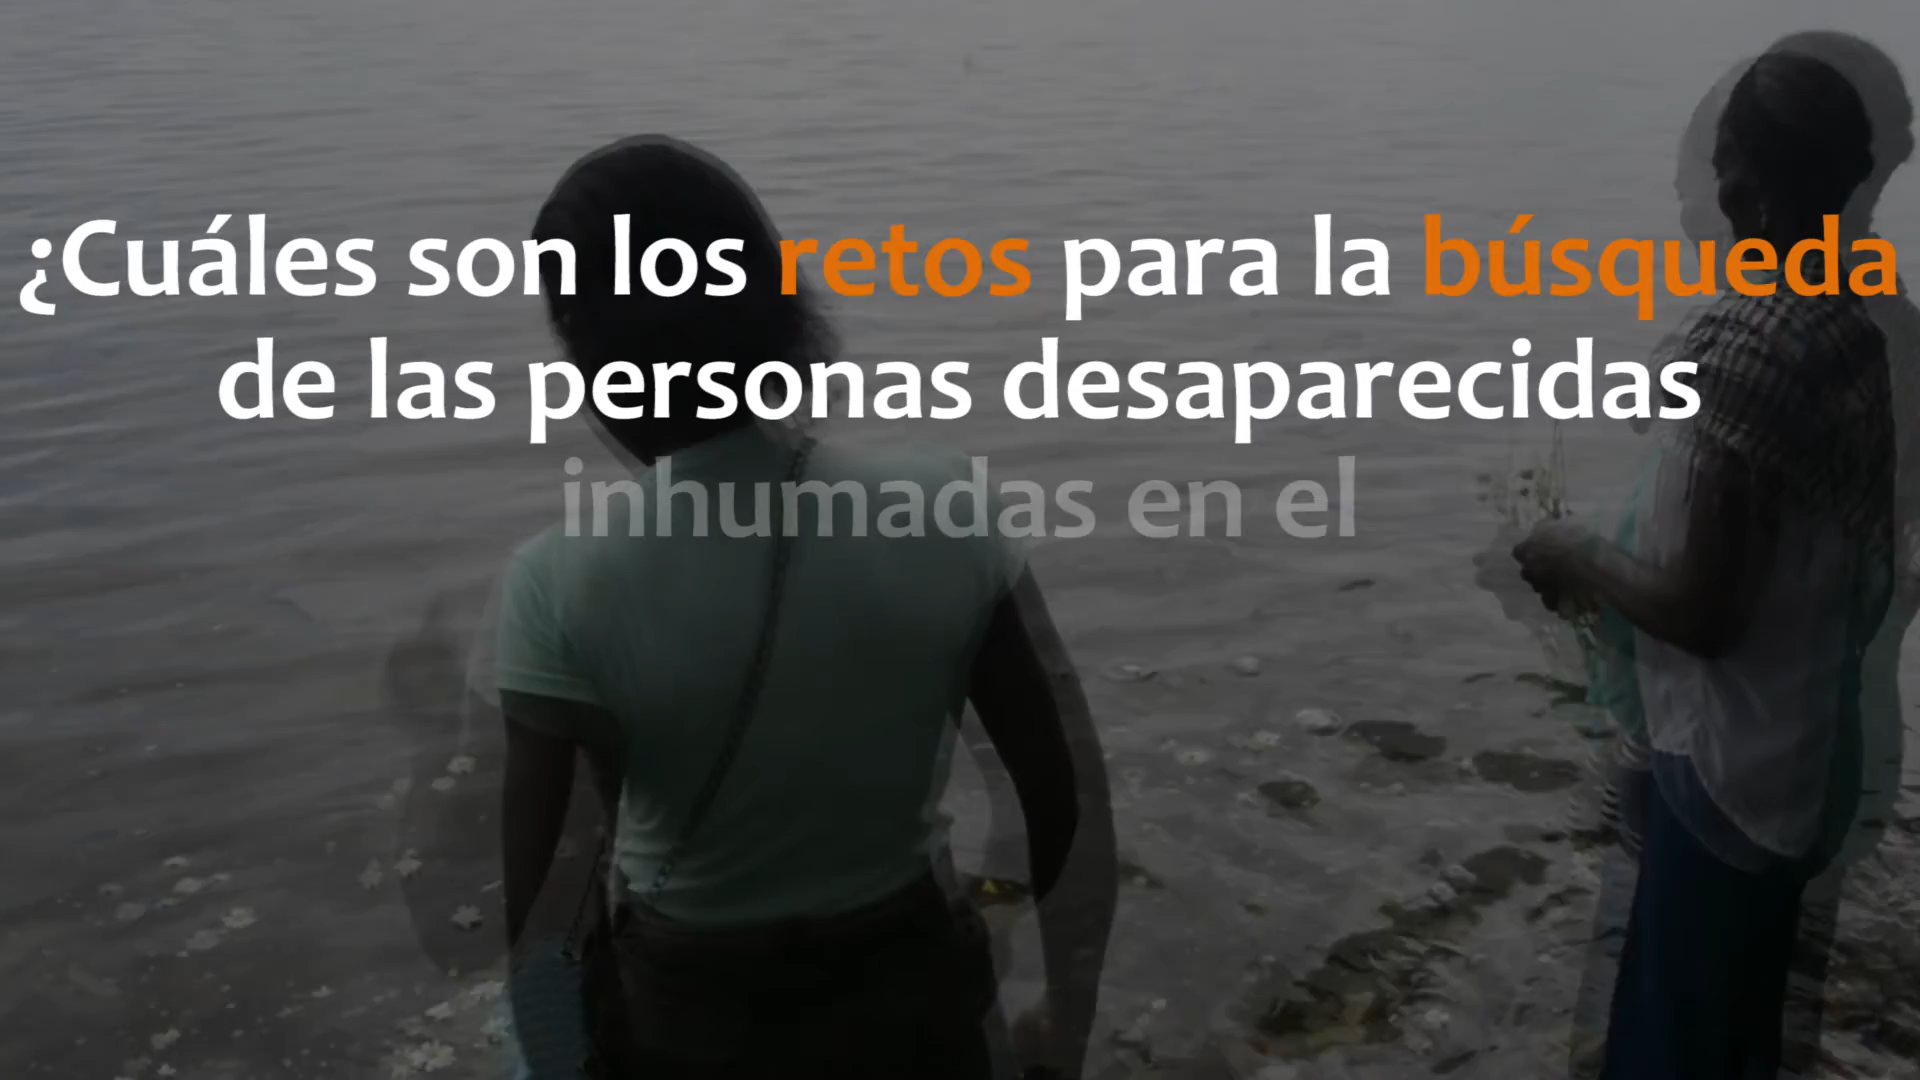 ¿Cuáles son los retos para la búsqueda
de las personas desaparecidas
inhumadas en el